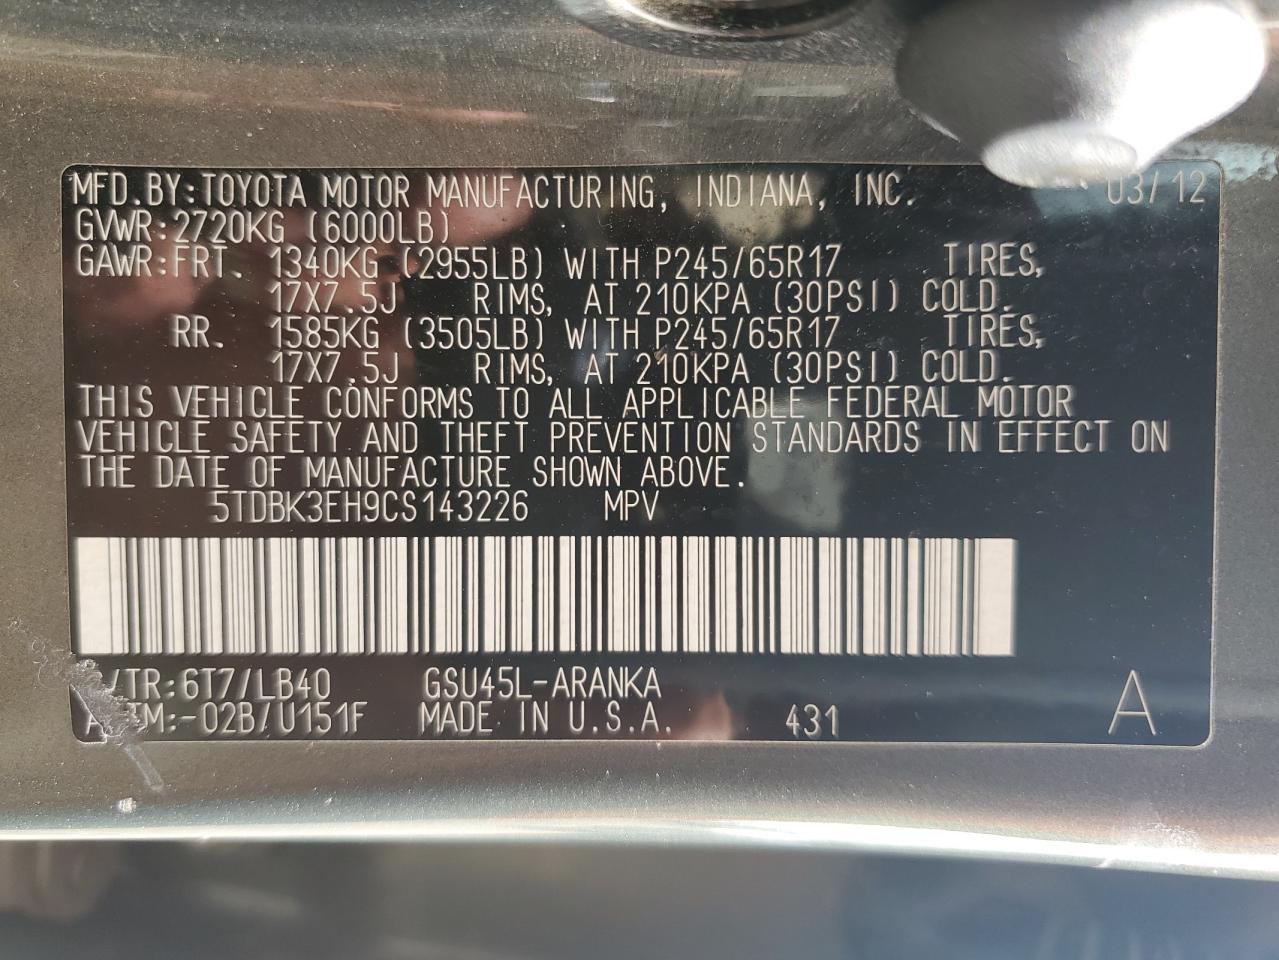 MFD.BY:TOYOTA MOTOR MANUFACTURING, INDIANA, INC. 03/12
GVWR:2720KG (6000LB)
GAWR:FRT. 1340KG (2955LB) WITH P245/65R17 TIRES,
17X7.5J RIMS, AT 210KPA (30PSI) COLD.
RR. 1585KG (3505LB) WITH P245/65R17 TIRES,
17X7.5J RIMS, AT 210KPA (30PSI) COLD.
THIS VEHICLE CONFORMS TO ALL APPLICABLE FEDERAL MOTOR
VEHICLE SAFETY AND THEFT PREVENTION STANDARDS IN EFFECT ON
THE DATE OF MANUFACTURE SHOWN ABOVE.
5TDBK3EH9CS143226 MPV
/TR:6T7/LB40 GSU45L-ARANKA
-02B/U151F MADE IN U.S.A. 431 A